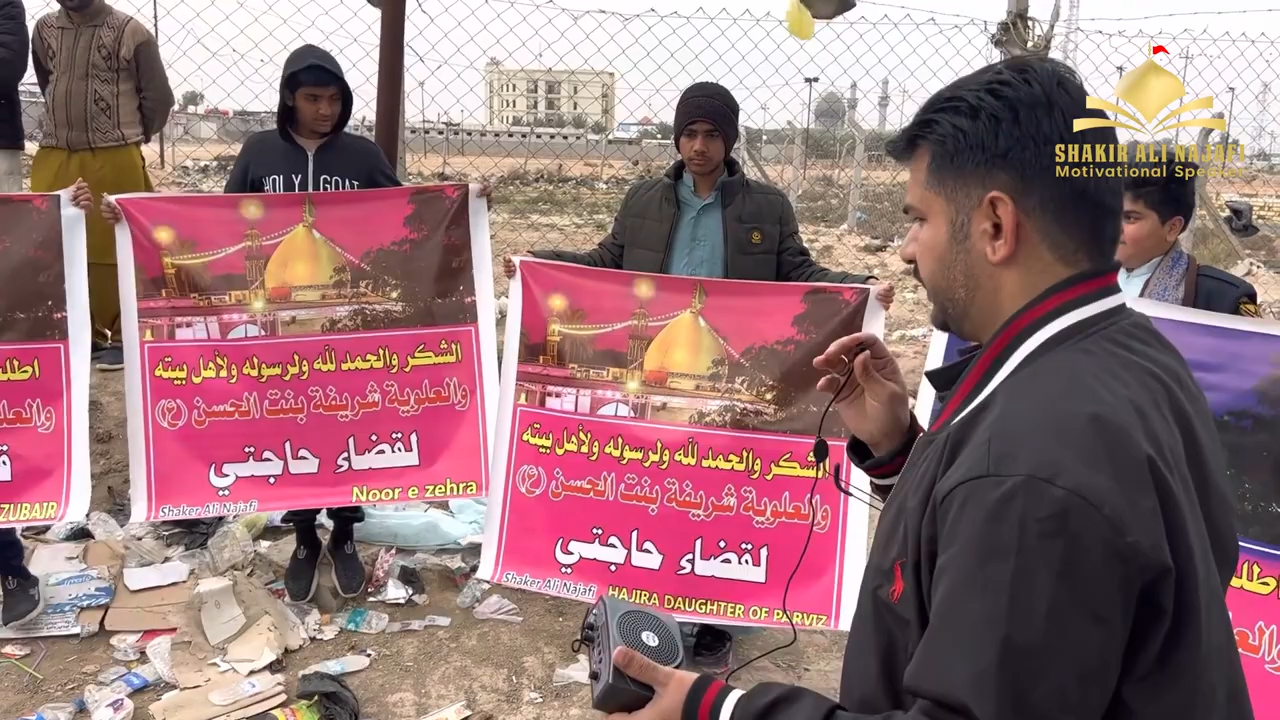 SHAKIR ALI NAJAFI
Motivational Speaker
HOLY GOAT
اطلب
والعلوية
ZUBAIR
الشكر والحمد لله ولرسوله ولأهل بيته
والعلوية شريفة بنت الحسن (ع)
لقضاء حاجتي
Noor e zehra
Shaker Ali Najafi
الشكر والحمد لله ولرسوله ولأهل بيته
والعلوية شريفة بنت الحسن (ع)
لقضاء حاجتي
Shaker Ali Najafi
HAJIRA DAUGHTER OF PARVIZ